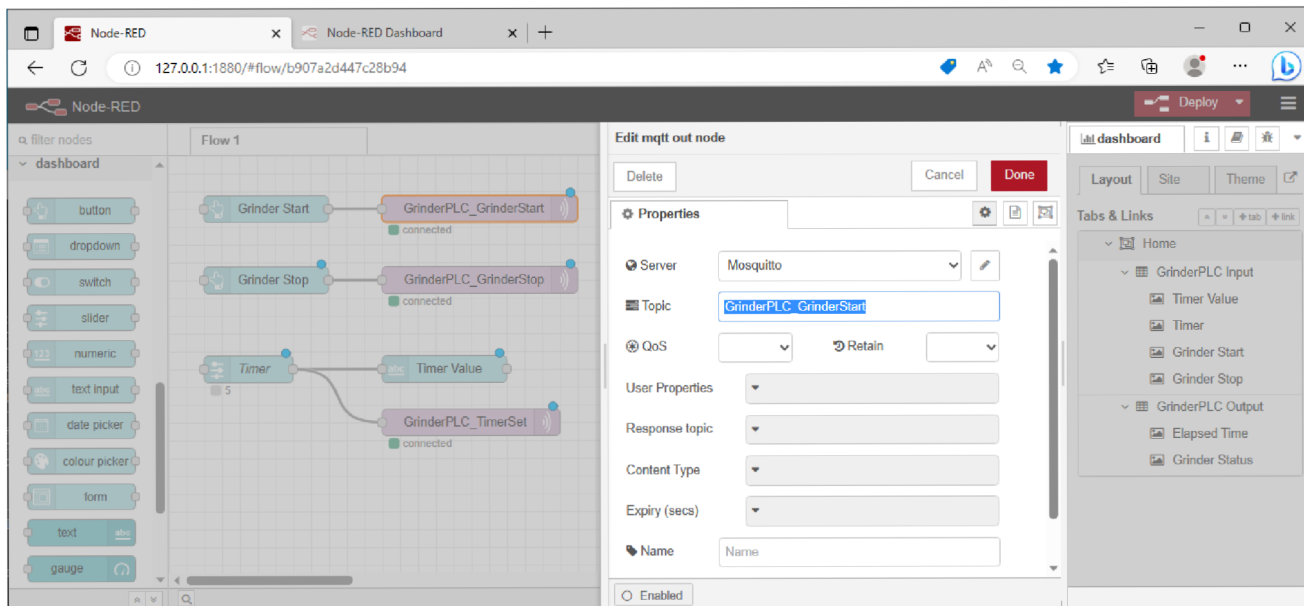 Node-RED
Node-RED Dashboard
127.0.0.1:1880/#flow/b907a2d447c28b94
Node-RED
Deploy
filter nodes
dashboard
button
dropdown
switch
slider
numeric
text input
date picker
colour picker
form
text
gauge
123
abc
abc
Flow 1
Grinder Start
GrinderPLC_GrinderStart
connected
Grinder Stop
GrinderPLC_GrinderStop
connected
Timer
5
abc
Timer Value
GrinderPLC_TimerSet
connected
Edit mqtt out node
Delete
Cancel
Done
Properties
Server
Mosquitto
Topic
GrinderPLC_GrinderStart
QoS
Retain
User Properties
Response topic
Content Type
Expiry (secs)
Name
Name
Enabled
dashboard
i
Layout
Site
Theme
Tabs & Links
tab
link
Home
GrinderPLC Input
Timer Value
Timer
Grinder Start
Grinder Stop
GrinderPLC Output
Elapsed Time
Grinder Status